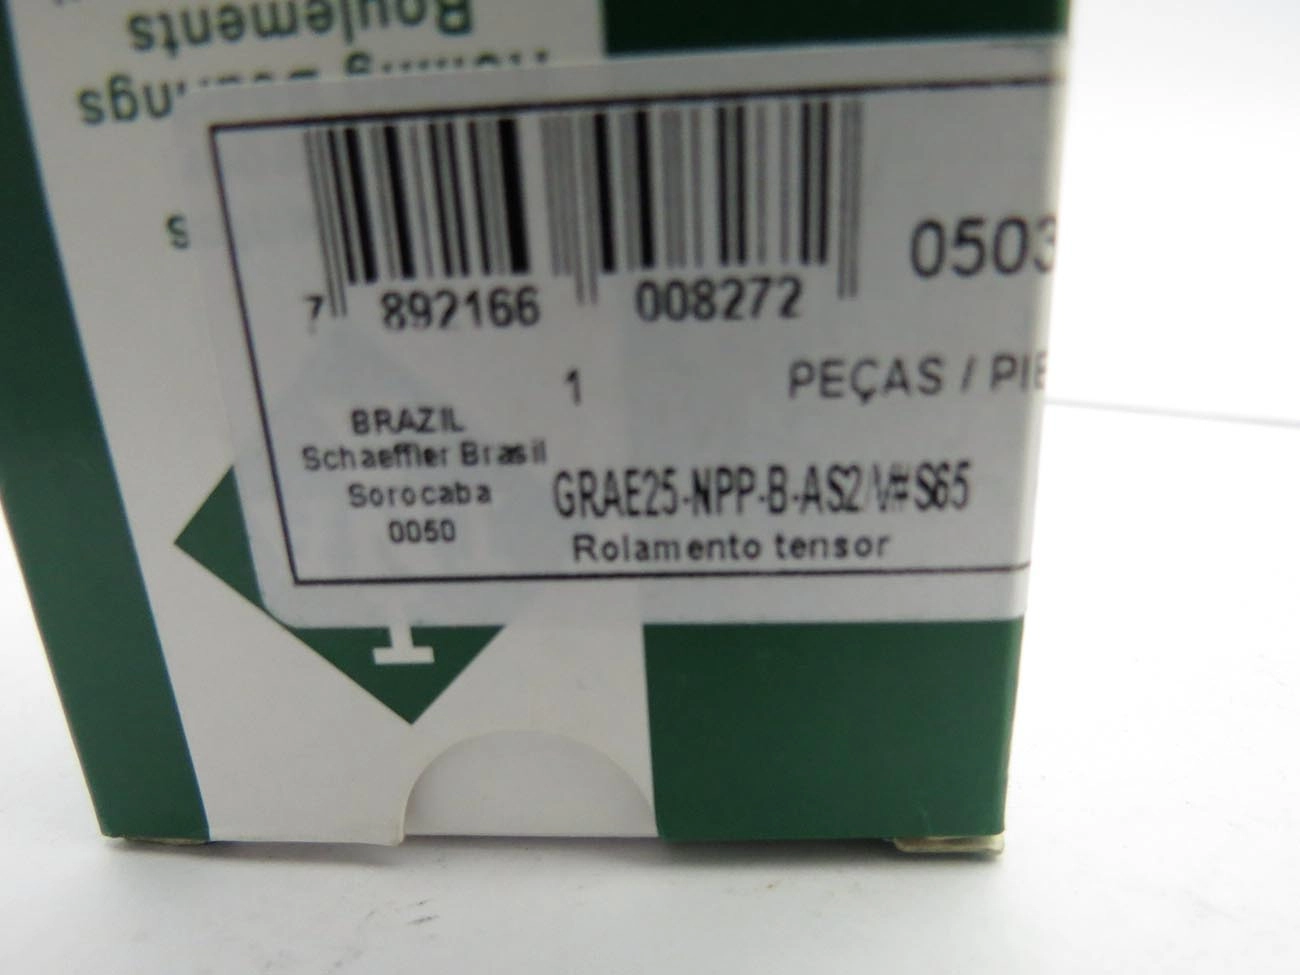 Roulements
7 892166 008272
0503
1
PEÇAS / PIE
BRAZIL
Schaeffler Brasil
Sorocaba
0050
GRAE25-NPP-B-AS2/V#S65
Rolamento tensor